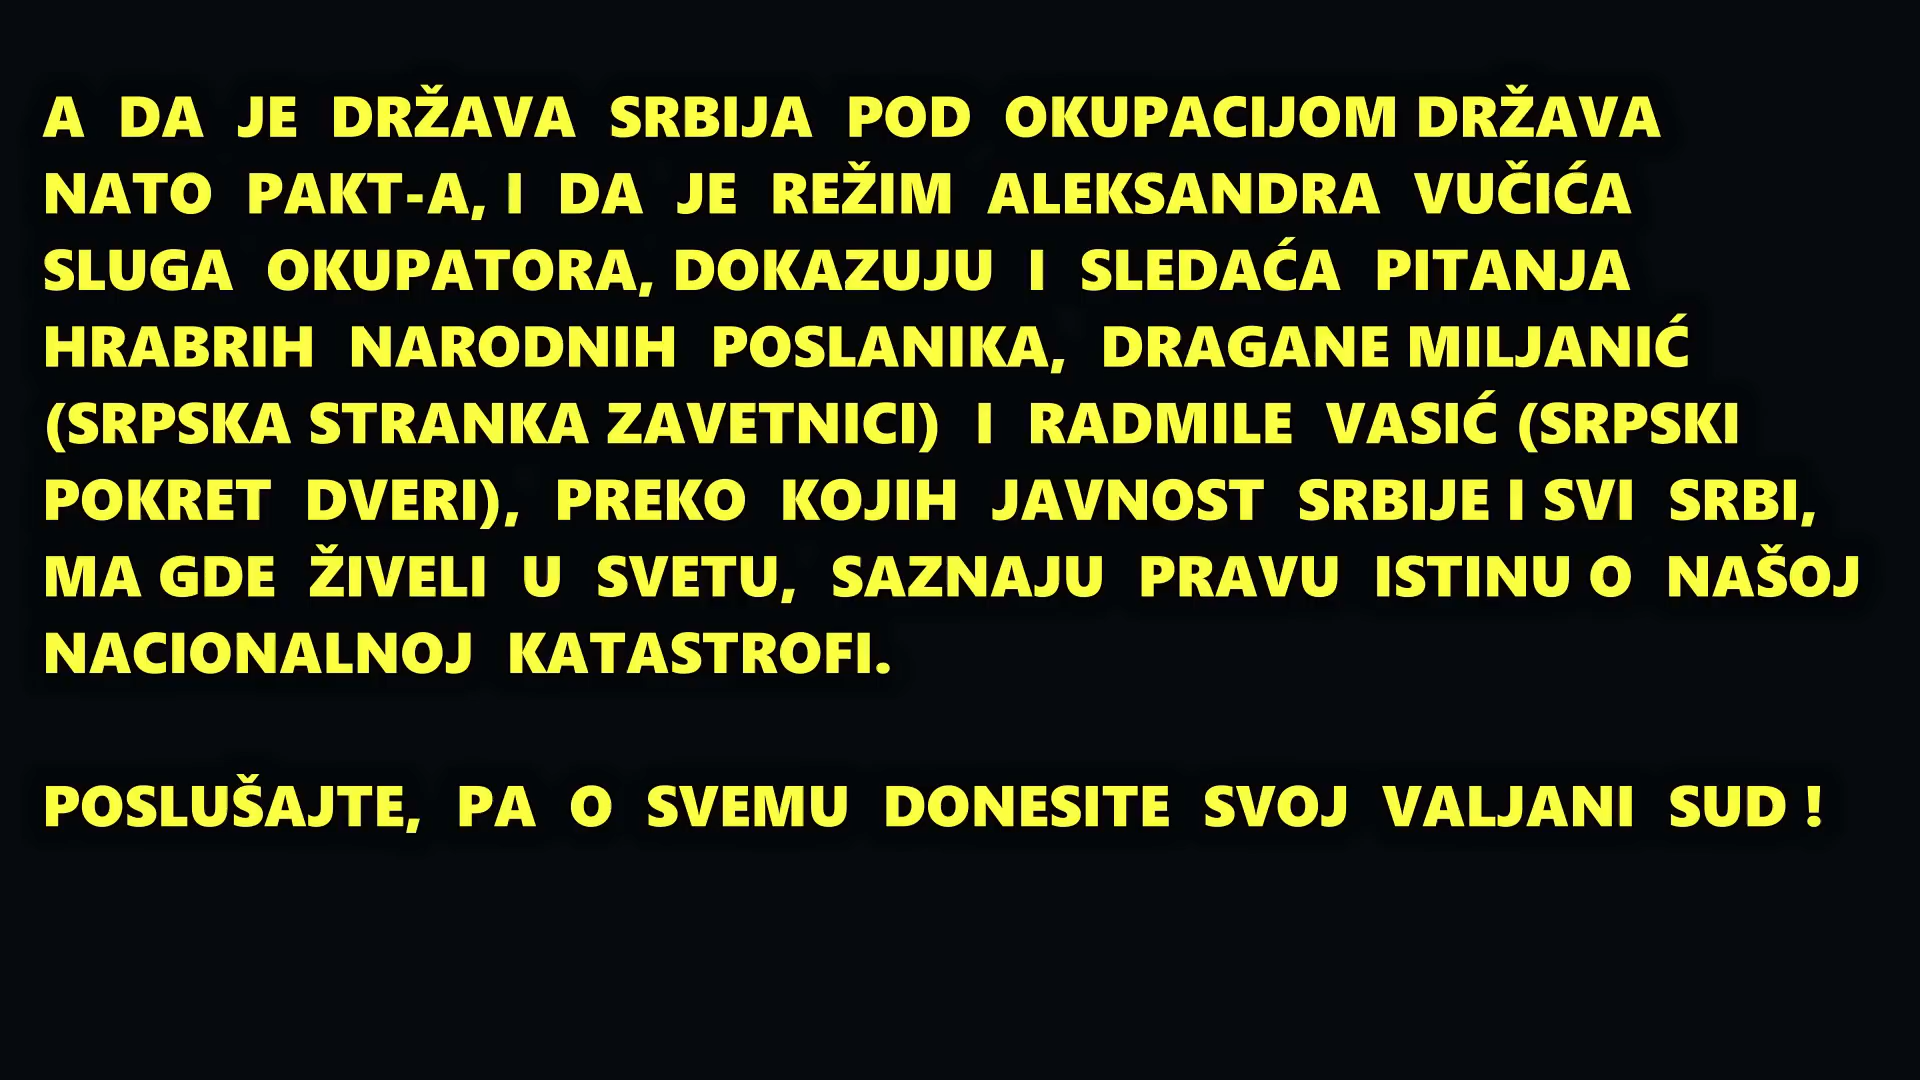 A DA JE DRŽAVA SRBIJA POD OKUPACIJOM DRŽAVA
NATO PAKT-A, I DA JE REŽIM ALEKSANDRA VUČIĆA
SLUGA OKUPATORA, DOKAZUJU I SLEDAĆA PITANJA
HRABRIH NARODNIH POSLANIKA, DRAGANE MILJANIĆ
(SRPSKA STRANKA ZAVETNICI) I RADMILE VASIĆ (SRPSKI
POKRET DVERI), PREKO KOJIH JAVNOST SRBIJE I SVI SRBI,
MA GDE ŽIVELI U SVETU, SAZNAJU PRAVU ISTINU O NAŠOJ
NACIONALNOJ KATASTROFI.
POSLUŠAJTE, PA O SVEMU DONESITE SVOJ VALJANI SUD !